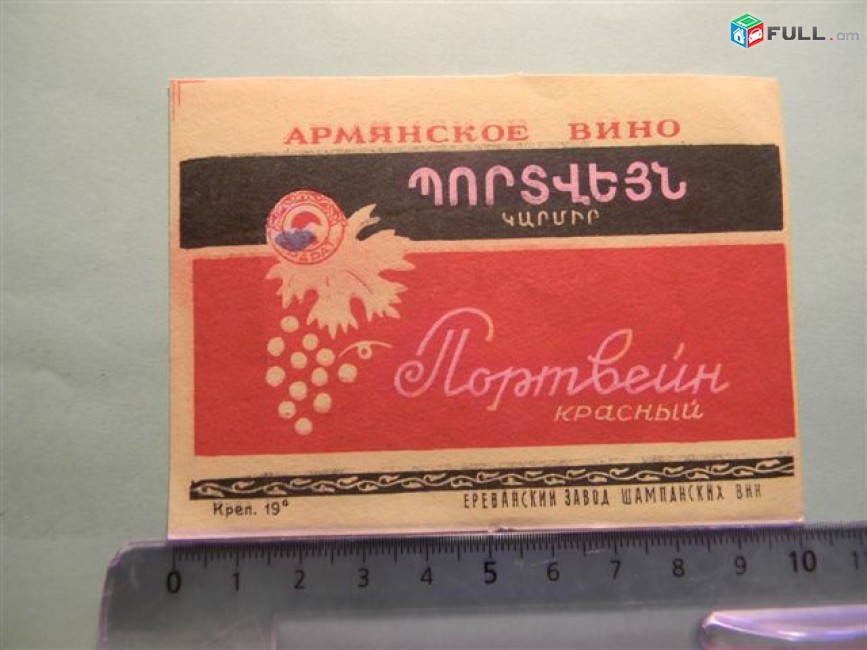 FULL.am
АРМЯНСКОЕ ВИНО
ՊՈՐՏՎԵՅՆ
ԿԱՐՄԻՐ
Портвейн
красный
Креп. 19°
ЕРЕВАНСКИЙ ЗАВОД ШАМПАНСКИХ ВИН
0 1 2 3 4 5 6 7 8 9 10 11